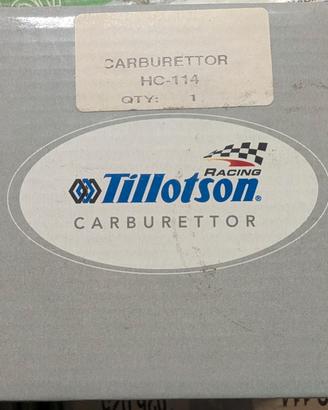 CARBURETTOR
HC-114
QTY: 1
RACING
Tillotson®
CARBURETTOR